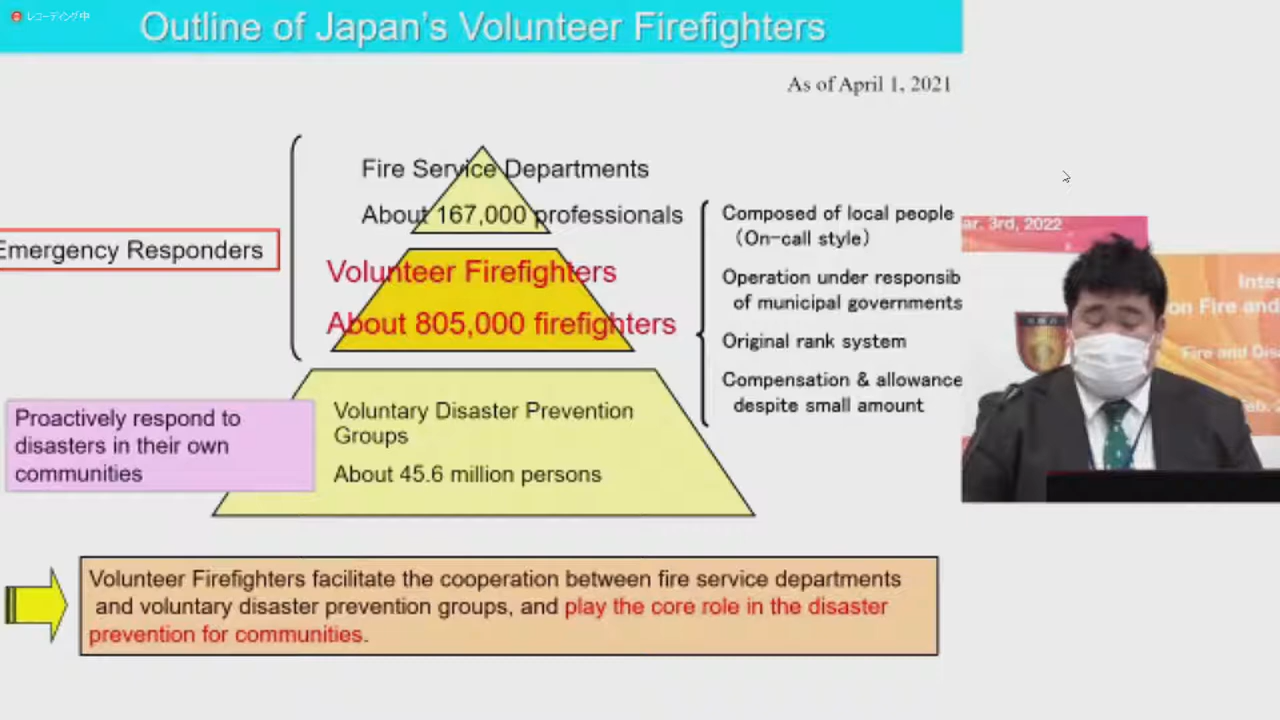 レコーディング中
Outline of Japan's Volunteer Firefighters
As of April 1, 2021
Fire Service Departments
About 167,000 professionals
Emergency Responders
Volunteer Firefighters
About 805,000 firefighters
Composed of local people
(On-call style)
Operation under responsib
of municipal governments
Original rank system
Compensation & allowance
despite small amount
Proactively respond to
disasters in their own
communities
Voluntary Disaster Prevention
Groups
About 45.6 million persons
Volunteer Firefighters facilitate the cooperation between fire service departments
and voluntary disaster prevention groups, and play the core role in the disaster
prevention for communities.
ar. 3rd, 2022
Inte
on Fire and
Fire and Disa